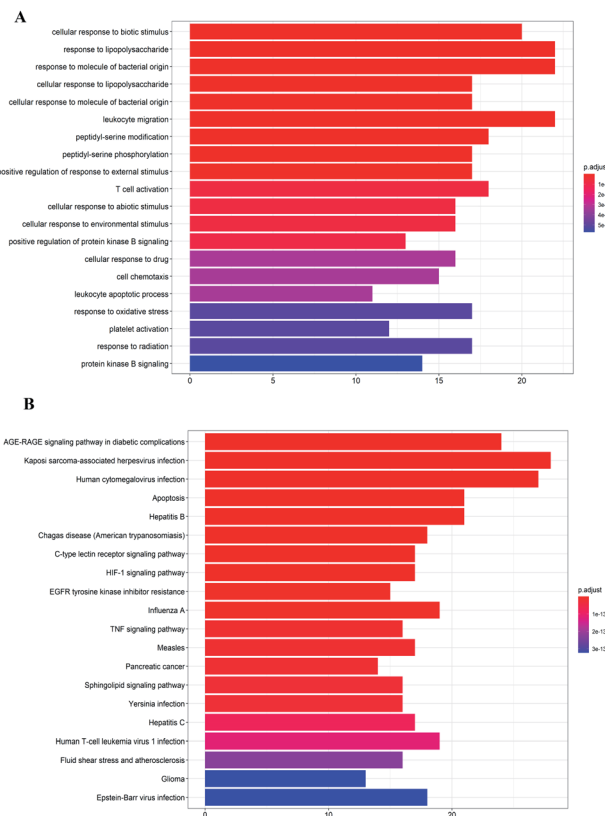 A
cellular response to biotic stimulus
response to lipopolysaccharide
response to molecule of bacterial origin
cellular response to lipopolysaccharide
cellular response to molecule of bacterial origin
leukocyte migration
peptidyl-serine modification
peptidyl-serine phosphorylation
ositive regulation of response to external stimulus
T cell activation
cellular response to abiotic stimulus
cellular response to environmental stimulus
positive regulation of protein kinase B signaling
cellular response to drug
cell chemotaxis
leukocyte apoptotic process
response to oxidative stress
platelet activation
response to radiation
protein kinase B signaling
0 5 10 15 20
p.adjust
1e-
2e-
3e-
4e-
5e-
B
AGE-RAGE signaling pathway in diabetic complications
Kaposi sarcoma-associated herpesvirus infection
Human cytomegalovirus infection
Apoptosis
Hepatitis B
Chagas disease (American trypanosomiasis)
C-type lectin receptor signaling pathway
HIF-1 signaling pathway
EGFR tyrosine kinase inhibitor resistance
Influenza A
TNF signaling pathway
Measles
Pancreatic cancer
Sphingolipid signaling pathway
Yersinia infection
Hepatitis C
Human T-cell leukemia virus 1 infection
Fluid shear stress and atherosclerosis
Glioma
Epstein-Barr virus infection
0 20
p.adjust
1e-13
2e-13
3e-13